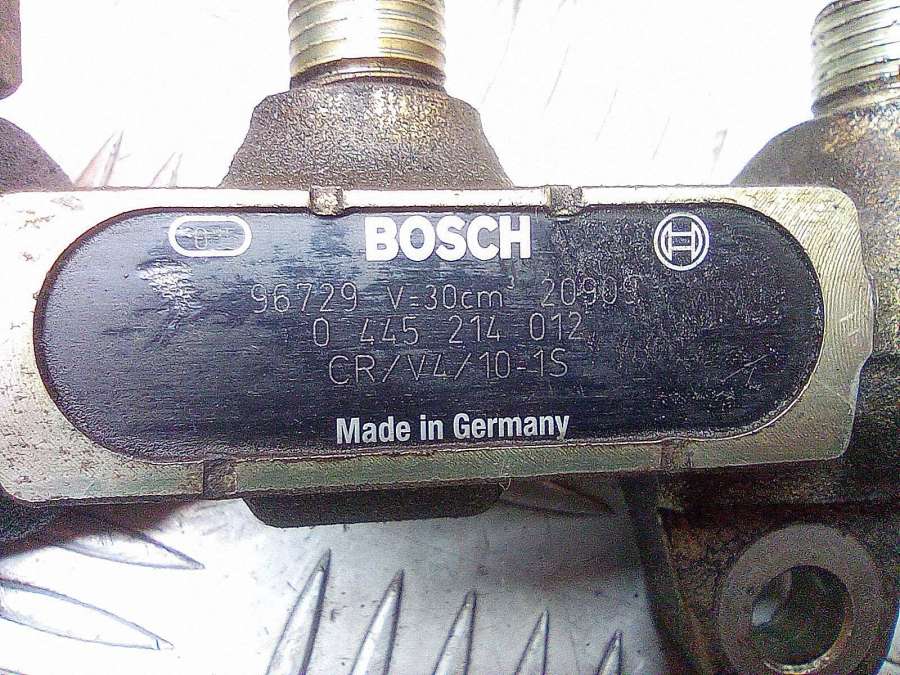 BOSCH
96729 V=30cm³ 20909
0 445 214 012
CR/V4/10-1S
Made in Germany